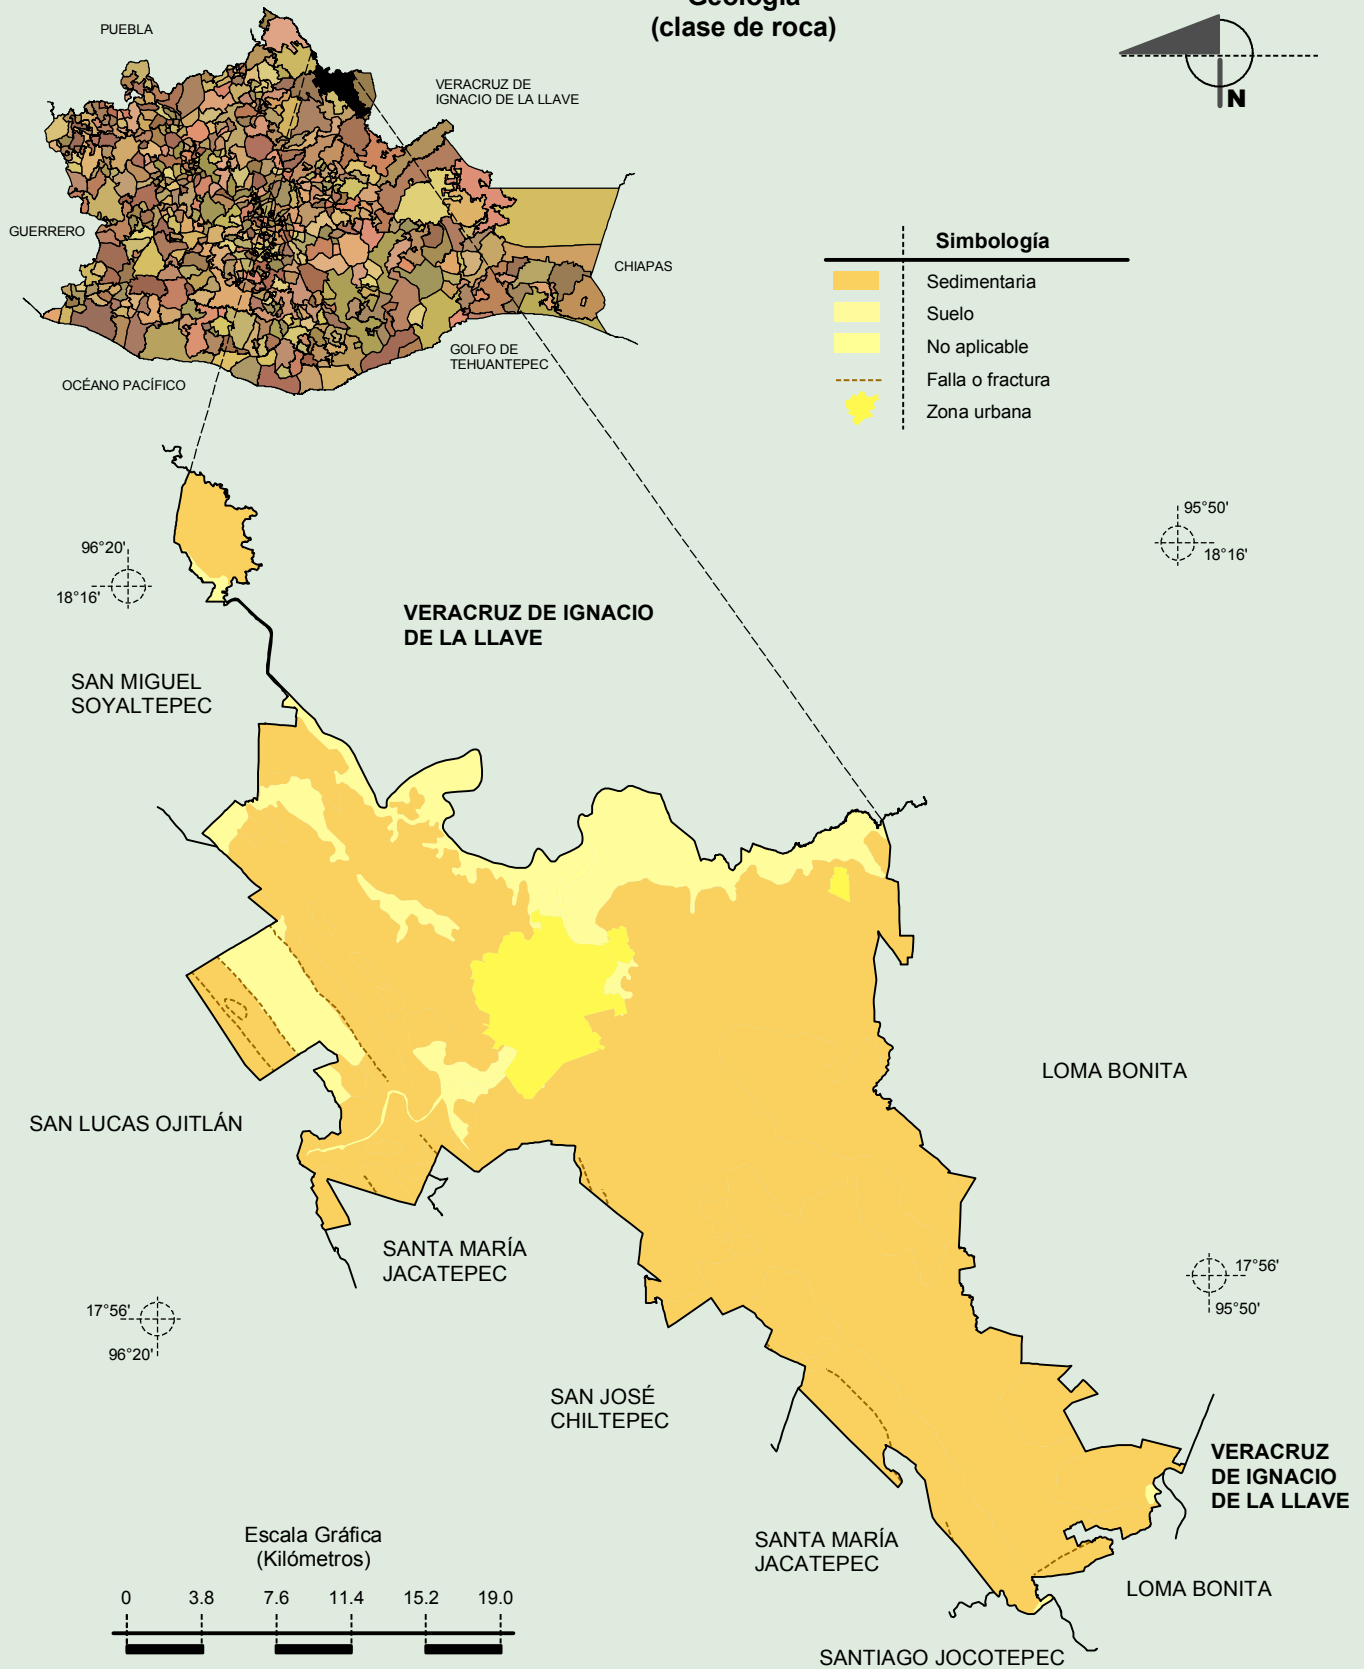 Geología
(clase de roca)
PUEBLA
VERACRUZ DE
IGNACIO DE LA LLAVE
N
GUERRERO
CHIAPAS
GOLFO DE
TEHUANTEPEC
OCÉANO PACÍFICO
Simbología
Sedimentaria
Suelo
No aplicable
Falla o fractura
Zona urbana
96°20'
18°16'
95°50'
18°16'
VERACRUZ DE IGNACIO
DE LA LLAVE
SAN MIGUEL
SOYALTEPEC
LOMA BONITA
SAN LUCAS OJITLÁN
SANTA MARÍA
JACATEPEC
17°56'
95°50'
17°56'
96°20'
SAN JOSÉ
CHILTEPEC
VERACRUZ
DE IGNACIO
DE LA LLAVE
SANTA MARÍA
JACATEPEC
LOMA BONITA
SANTIAGO JOCOTEPEC
Escala Gráfica
(Kilómetros)
0 3.8 7.6 11.4 15.2 19.0